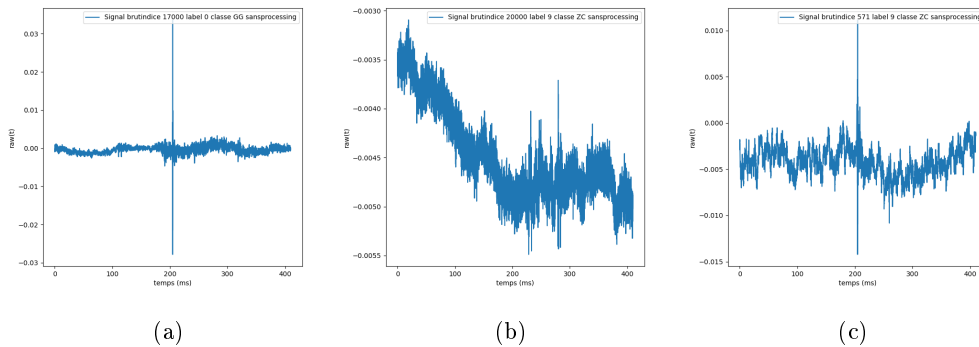 Signal brutindice 17000 label 0 classe GG sansprocessing
raw(t)
0.03
0.02
0.01
0.00
−0.01
−0.02
−0.03
0 100 200 300 400
temps (ms)
(a)
Signal brutindice 20000 label 9 classe ZC sansprocessing
raw(t)
−0.0030
−0.0035
−0.0040
−0.0045
−0.0050
−0.0055
0 100 200 300 400
temps (ms)
(b)
Signal brutindice 571 label 9 classe ZC sansprocessing
raw(t)
0.010
0.005
0.000
−0.005
−0.010
−0.015
0 100 200 300 400
temps (ms)
(c)